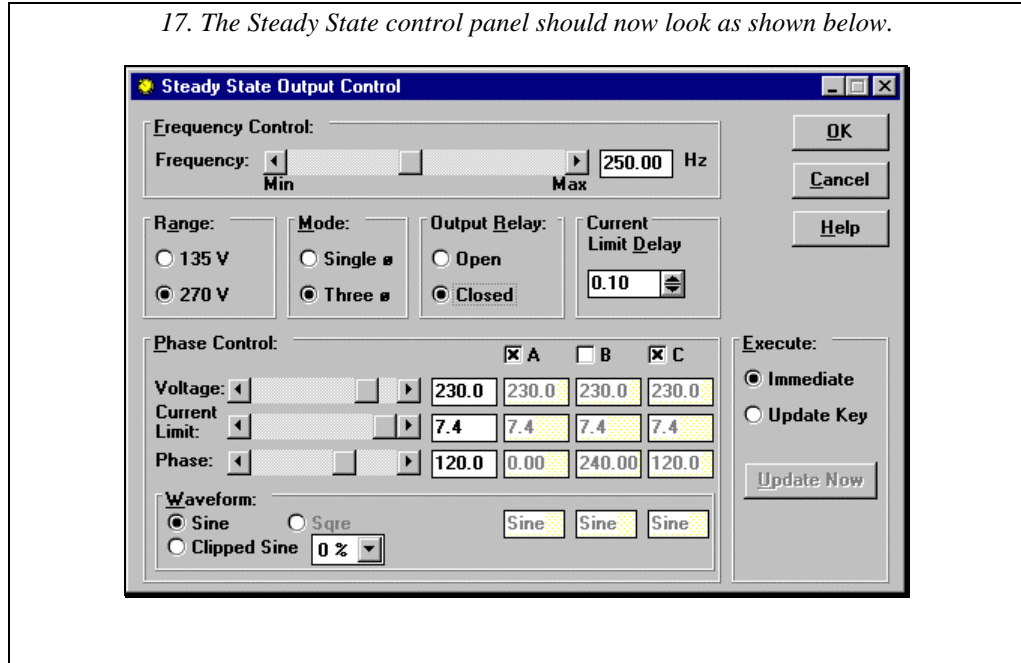 17. The Steady State control panel should now look as shown below.
Steady State Output Control
Frequency Control:
Frequency: 250.00 Hz
Min Max
OK
Cancel
Help
Range:
135 V
270 V
Mode:
Single ø
Three ø
Output Relay:
Open
Closed
Current
Limit Delay
0.10
Phase Control:
A B C
Voltage: 230.0 230.0 230.0 230.0
Current
Limit: 7.4 7.4 7.4 7.4
Phase: 120.0 0.00 240.00 120.0
Waveform:
Sine Sqre
Clipped Sine 0 %
Sine Sine Sine
Execute:
Immediate
Update Key
Update Now